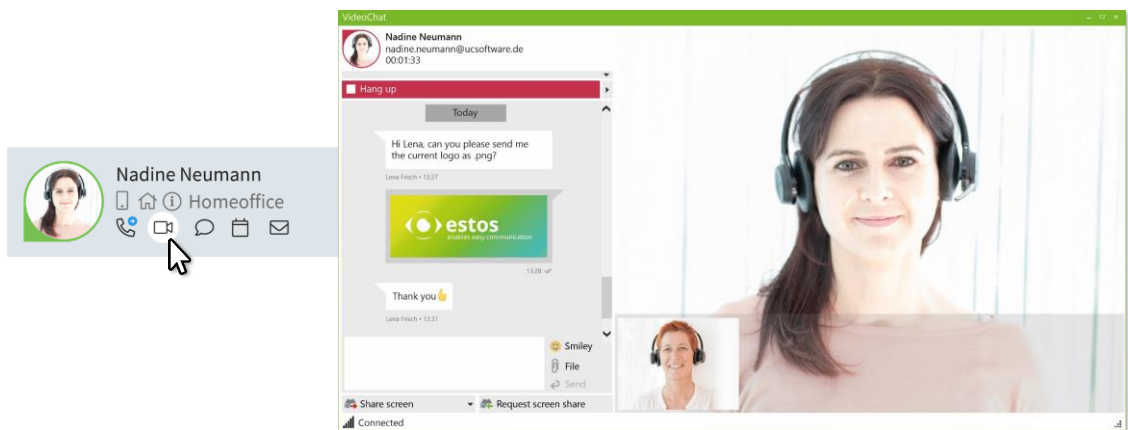 Nadine Neumann
Homeoffice
VideoChat
Nadine Neumann
nadine.neumann@ucsoftware.de
00:01:33
Hang up
Today
Hi Lena, can you please send me
the current logo as .png?
Lena Frisch • 13:27
estos
enables easy communication
13:28
Thank you👍
Lena Frisch • 13:31
Smiley
File
Send
Share screen
Request screen share
Connected